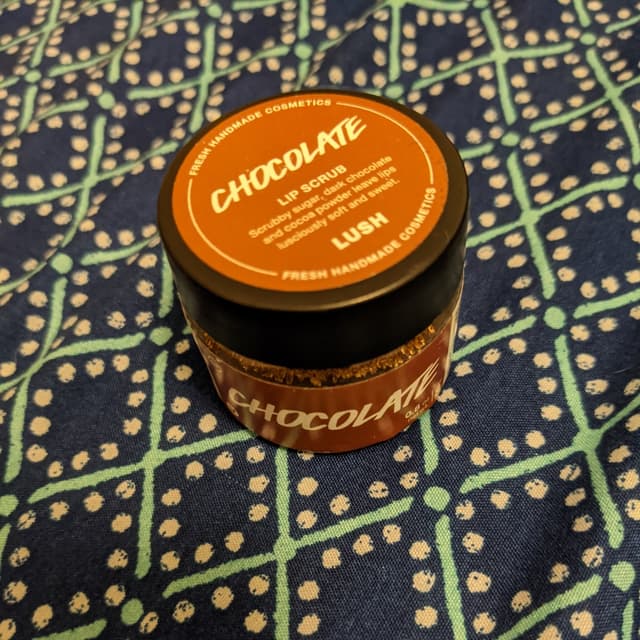 FRESH HANDMADE COSMETICS
CHOCOLATE
LIP SCRUB
Scrubby sugar, dark chocolate
and cocoa powder leave lips
lusciously soft and sweet.
LUSH
FRESH HANDMADE COSMETICS
CHOCOLATE